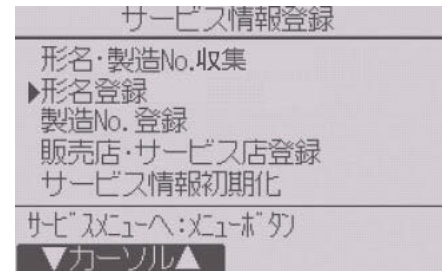 サービス情報登録
形名・製造No.収集
▶形名登録
製造No. 登録
販売店・サービス店登録
サービス情報初期化
ｻｰﾋﾞｽﾒﾆｭｰへ:ﾒﾆｭｰﾎﾞﾀﾝ
▼カーソル▲